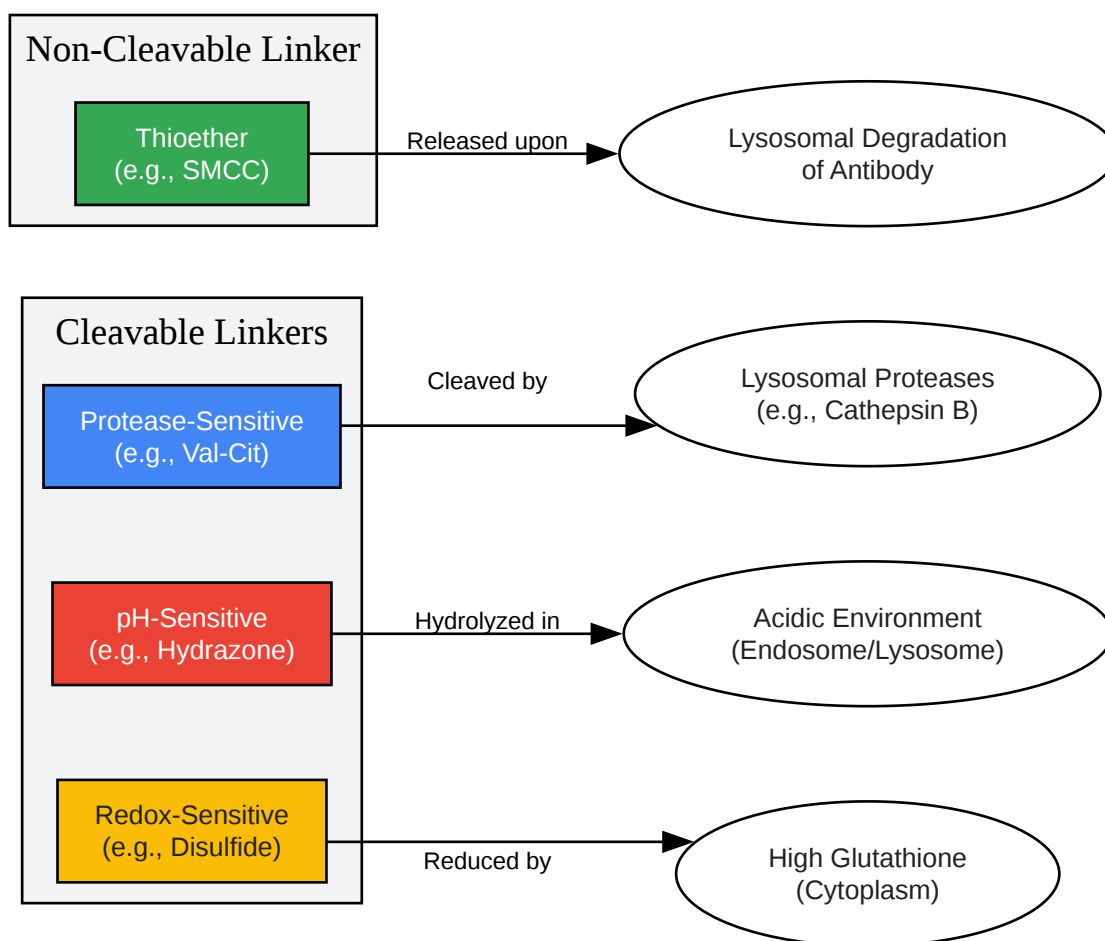 Non-Cleavable Linker
Thioether
(e.g., SMCC)
Released upon
Lysosomal Degradation
of Antibody
Cleavable Linkers
Protease-Sensitive
(e.g., Val-Cit)
Cleaved by
Lysosomal Proteases
(e.g., Cathepsin B)
pH-Sensitive
(e.g., Hydrazone)
Hydrolyzed in
Acidic Environment
(Endosome/Lysosome)
Redox-Sensitive
(e.g., Disulfide)
Reduced by
High Glutathione
(Cytoplasm)